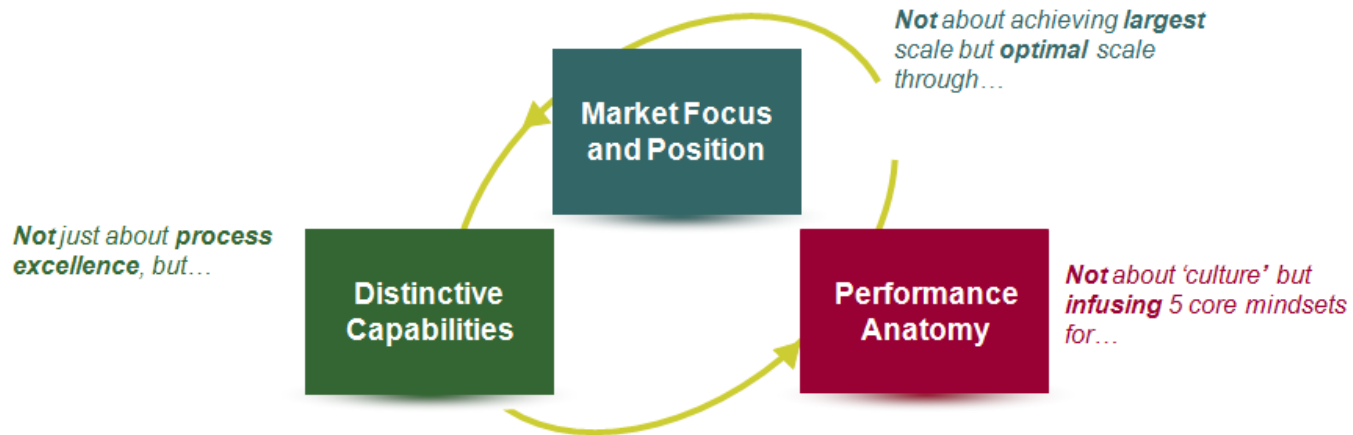 Not about achieving largest
scale but optimal scale
through…
Market Focus
and Position
Not just about process
excellence, but…
Distinctive
Capabilities
Performance
Anatomy
Not about ‘culture’ but
infusing 5 core mindsets
for…